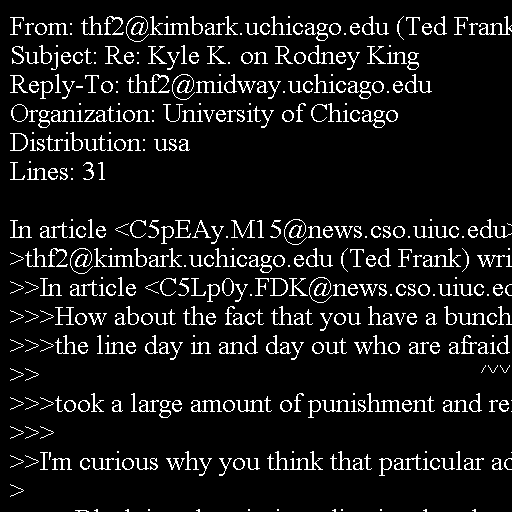 From: thf2@kimbark.uchicago.edu (Ted Frank
Subject: Re: Kyle K. on Rodney King
Reply-To: thf2@midway.uchicago.edu
Organization: University of Chicago
Distribution: usa
Lines: 31

In article <C5pEAy.M15@news.cso.uiuc.edu>
>thf2@kimbark.uchicago.edu (Ted Frank) wri
>>In article <C5Lp0y.FDK@news.cso.uiuc.ed
>>>How about the fact that you have a bunch
>>>the line day in and day out who are afraid
>> ^^^
>>>took a large amount of punishment and re
>>>
>>I'm curious why you think that particular ad
>